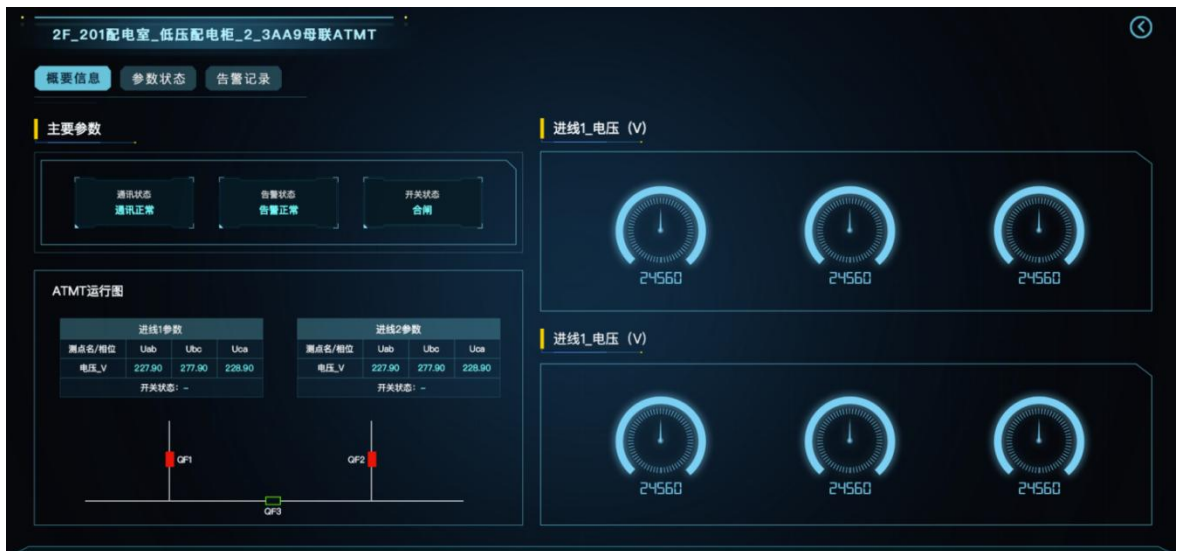 2F_201配电室_低压配电柜_2_3AA9母联ATMT
概要信息 参数状态 告警记录
主要参数
通讯状态 告警状态 开关状态
通讯正常 告警正常 合闸
ATMT运行图
进线1参数
测点名/相位 Uab Ubc Uca
电压_V 227.90 277.90 228.90
开关状态: -
进线2参数
测点名/相位 Uab Ubc Uca
电压_V 227.90 277.90 228.90
开关状态: -
QF1 QF2
QF3
进线1_电压 (V)
24560 24560 24560
进线1_电压 (V)
24560 24560 24560